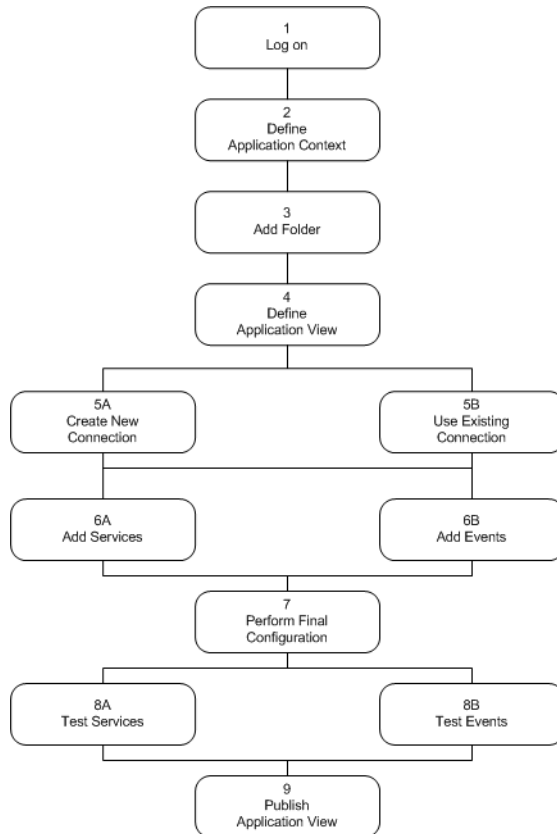 1
Log on
2
Define
Application Context
3
Add Folder
4
Define
Application View
5A
Create New
Connection
5B
Use Existing
Connection
6A
Add Services
6B
Add Events
7
Perform Final
Configuration
8A
Test Services
8B
Test Events
9
Publish
Application View